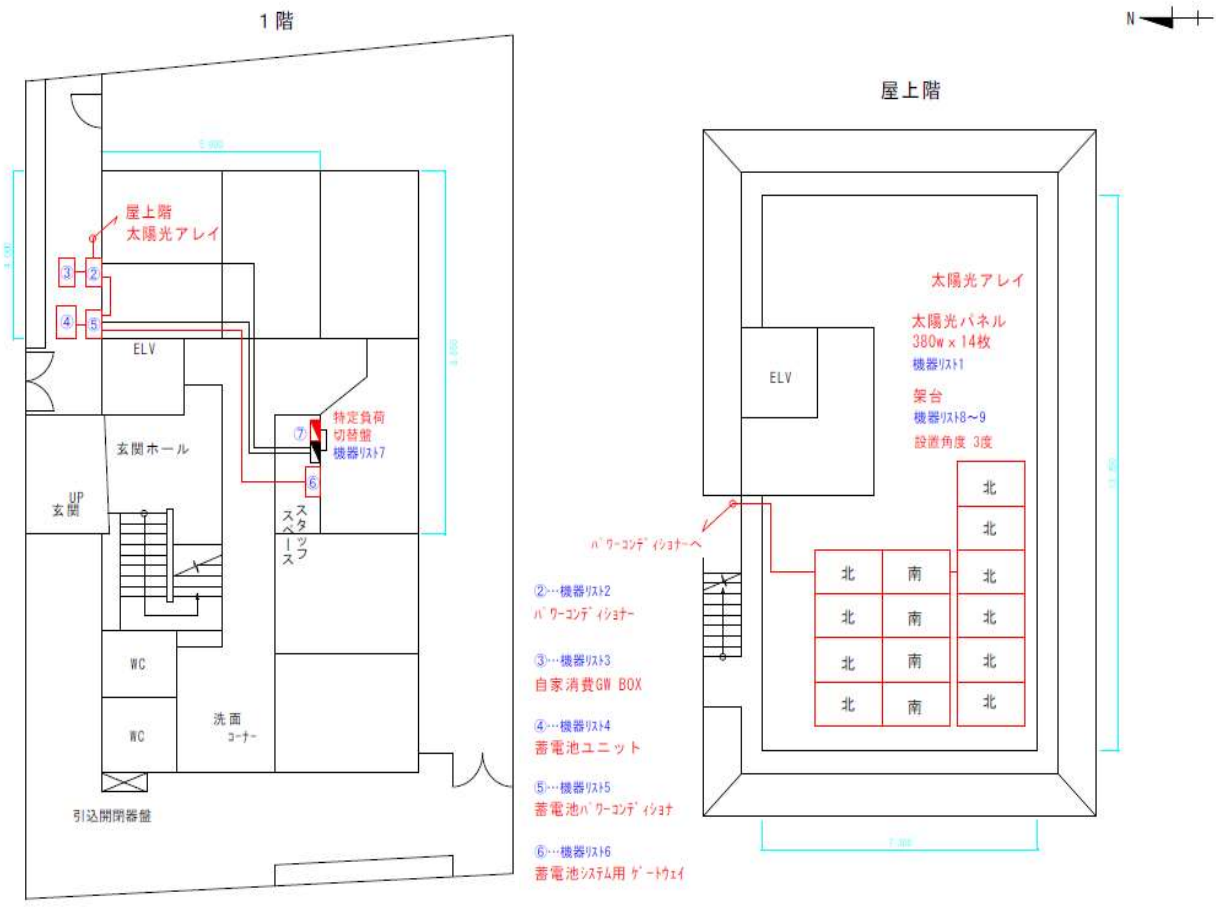 1階
N
屋上階
5.900
屋上階
太陽光アレイ
③
②
④
⑤
ELV
特定負荷
切替盤
機器リスト7
⑦
⑥
玄関ホール
UP
玄関
スタッフ
スペース
WC
WC
洗面
コーナー
引込開閉器盤
太陽光アレイ
太陽光パネル
380w x 14枚
機器リスト1
架台
機器リスト8～9
設置角度 3度
ELV
パワーコンディショナーへ
北
北
北 南 北
北 南 北
北 南 北
北 南 北
②…機器リスト2
パワーコンディショナー
③…機器リスト3
自家消費GW BOX
④…機器リスト4
蓄電池ユニット
⑤…機器リスト5
蓄電池パワーコンディショナ
⑥…機器リスト6
蓄電池システム用 ゲートウェイ